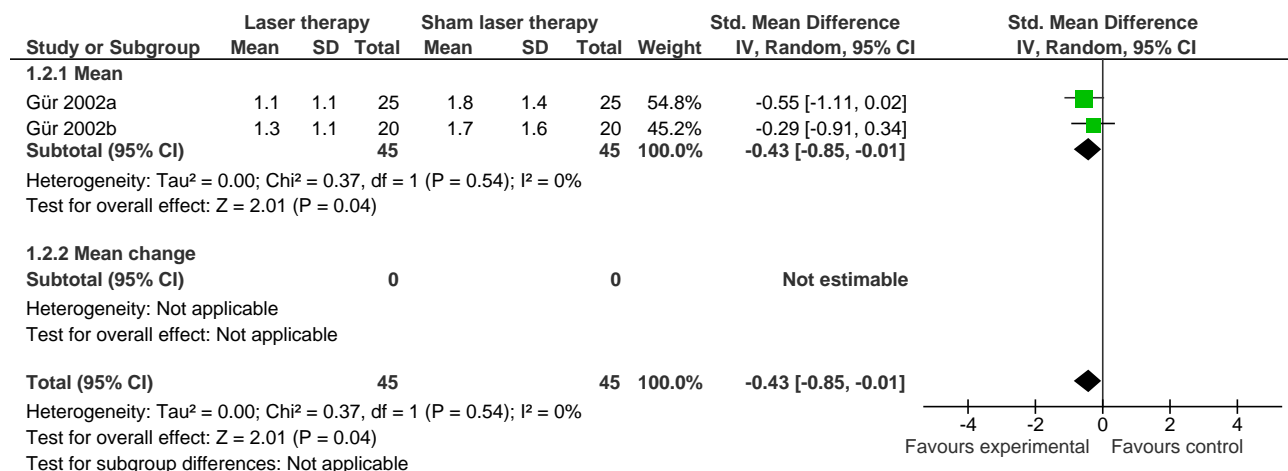 Laser therapy Sham laser therapy Std. Mean Difference Std. Mean Difference
Study or Subgroup Mean SD Total Mean SD Total Weight IV, Random, 95% CI IV, Random, 95% CI
1.2.1 Mean
Gür 2002a 1.1 1.1 25 1.8 1.4 25 54.8% -0.55 [-1.11, 0.02]
Gür 2002b 1.3 1.1 20 1.7 1.6 20 45.2% -0.29 [-0.91, 0.34]
Subtotal (95% CI) 45 45 100.0% -0.43 [-0.85, -0.01]
Heterogeneity: Tau² = 0.00; Chi² = 0.37, df = 1 (P = 0.54); I² = 0%
Test for overall effect: Z = 2.01 (P = 0.04)
1.2.2 Mean change
Subtotal (95% CI) 0 0 Not estimable
Heterogeneity: Not applicable
Test for overall effect: Not applicable
Total (95% CI) 45 45 100.0% -0.43 [-0.85, -0.01]
Heterogeneity: Tau² = 0.00; Chi² = 0.37, df = 1 (P = 0.54); I² = 0%
Test for overall effect: Z = 2.01 (P = 0.04)
Test for subgroup differences: Not applicable
-4 -2 0 2 4
Favours experimental Favours control